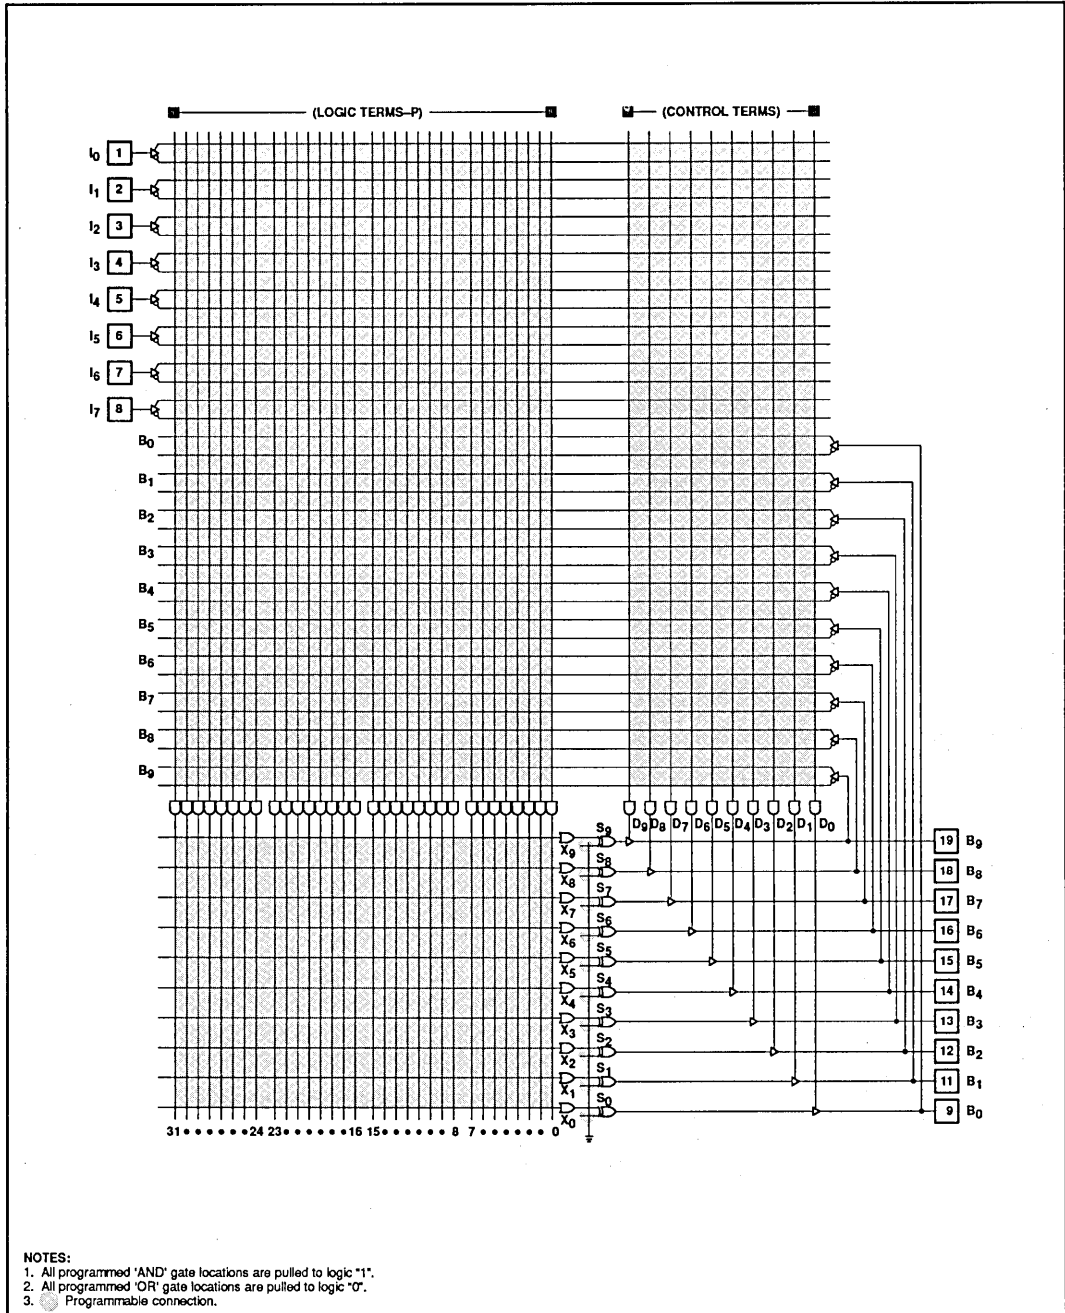 (LOGIC TERMS–P) (CONTROL TERMS)
I0 1
I1 2
I2 3
I3 4
I4 5
I5 6
I6 7
I7 8
B0
B1
B2
B3
B4
B5
B6
B7
B8
B9
D9 D8 D7 D6 D5 D4 D3 D2 D1 D0
S9 X9 19 B9
S8 X8 18 B8
S7 X7 17 B7
S6 X6 16 B6
S5 X5 15 B5
S4 X4 14 B4
S3 X3 13 B3
S2 X2 12 B2
S1 X1 11 B1
S0 X0 9 B0
31 24 23 16 15 8 7 0
NOTES:
1. All programmed 'AND' gate locations are pulled to logic "1".
2. All programmed 'OR' gate locations are pulled to logic "0".
3. Programmable connection.